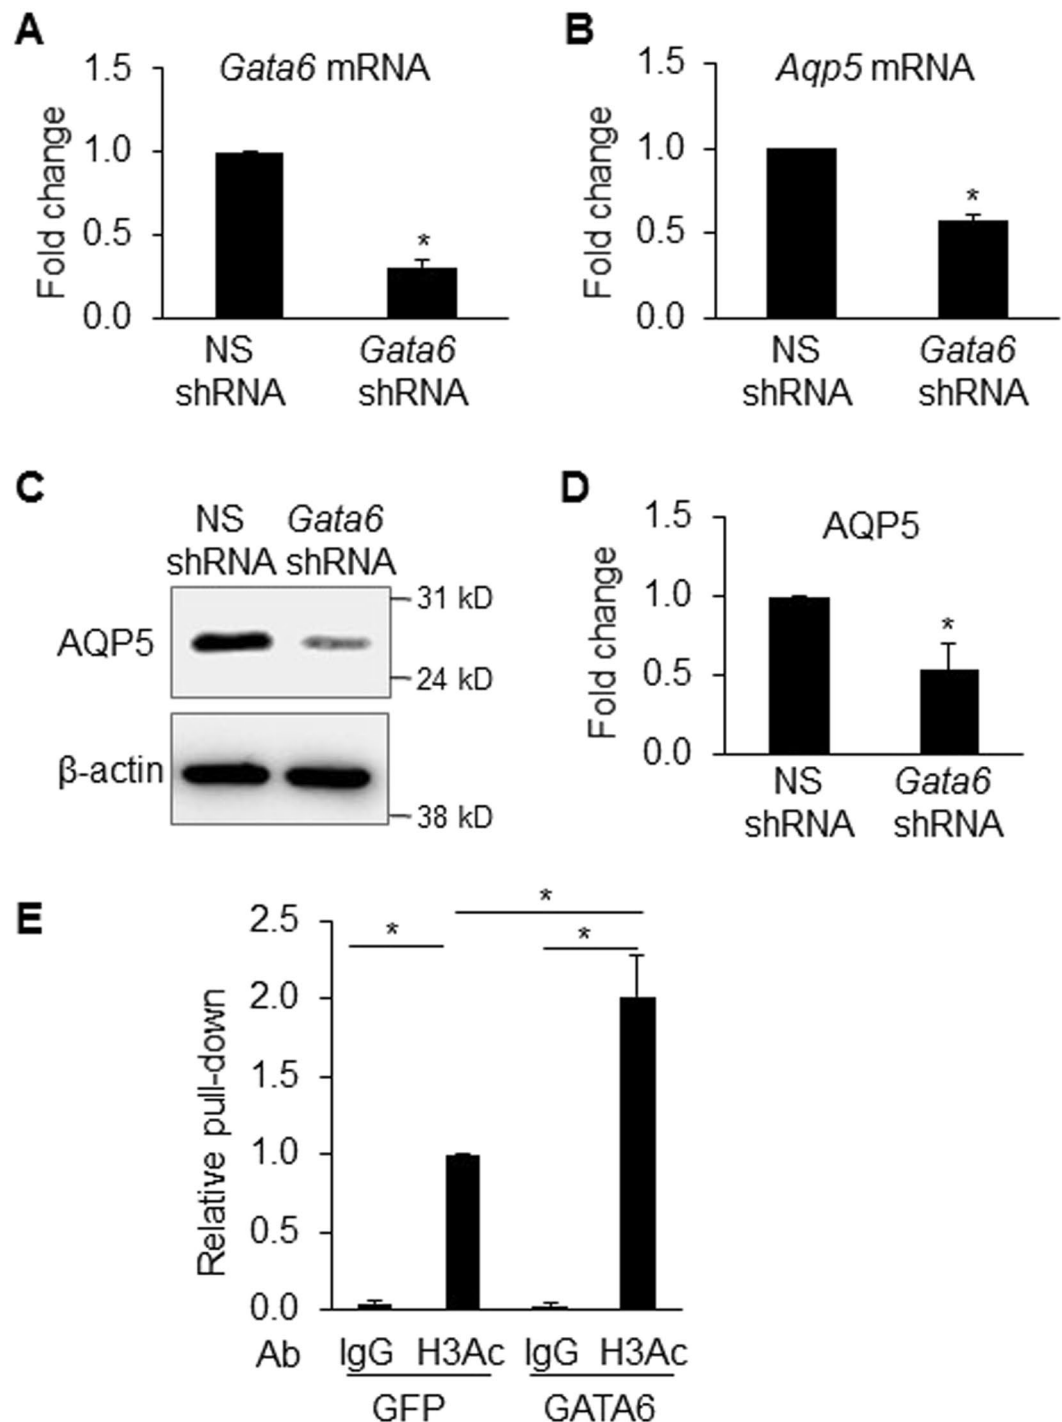 A
Gata6 mRNA
Fold change
1.5
1.0
0.5
0.0
*
NS
shRNA
Gata6
shRNA
B
Aqp5 mRNA
Fold change
1.5
1.0
0.5
0.0
*
NS
shRNA
Gata6
shRNA
C
NS
shRNA
Gata6
shRNA
AQP5
31 kD
24 kD
β-actin
38 kD
D
AQP5
Fold change
1.5
1.0
0.5
0.0
*
NS
shRNA
Gata6
shRNA
E
Relative pull-down
2.5
2.0
1.5
1.0
0.5
0.0
*
*
*
Ab IgG H3Ac IgG H3Ac
GFP GATA6